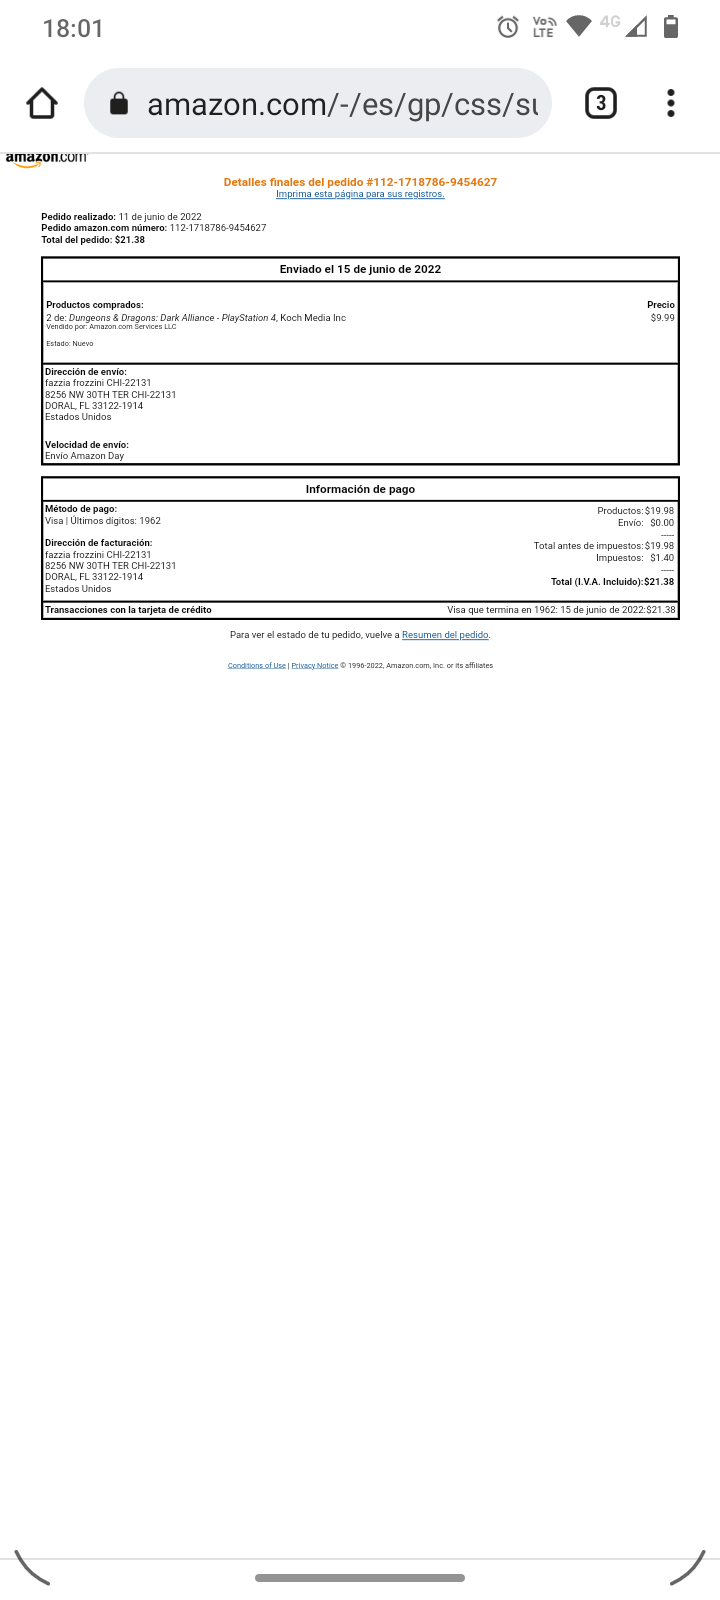 18:01
Vo LTE 4G
amazon.com/-/es/gp/css/su
3
amazon.com
Detalles finales del pedido #112-1718786-9454627
Imprima esta página para sus registros.
Pedido realizado: 11 de junio de 2022
Pedido amazon.com número: 112-1718786-9454627
Total del pedido: $21.38
Enviado el 15 de junio de 2022
Productos comprados: Precio
2 de: Dungeons & Dragons: Dark Alliance - PlayStation 4, Koch Media Inc $9.99
Vendido por: Amazon.com Services LLC
Estado: Nuevo
Dirección de envío:
fazzia frozzini CHI-22131
8256 NW 30TH TER CHI-22131
DORAL, FL 33122-1914
Estados Unidos
Velocidad de envío:
Envío Amazon Day
Información de pago
Método de pago:
Visa | Últimos dígitos: 1962
Dirección de facturación:
fazzia frozzini CHI-22131
8256 NW 30TH TER CHI-22131
DORAL, FL 33122-1914
Estados Unidos
Productos: $19.98
Envío: $0.00
-----
Total antes de impuestos: $19.98
Impuestos: $1.40
-----
Total (I.V.A. Incluido): $21.38
Transacciones con la tarjeta de crédito Visa que termina en 1962: 15 de junio de 2022: $21.38
Para ver el estado de tu pedido, vuelve a Resumen del pedido.
Conditions of Use | Privacy Notice © 1996-2022, Amazon.com, Inc. or its affiliates